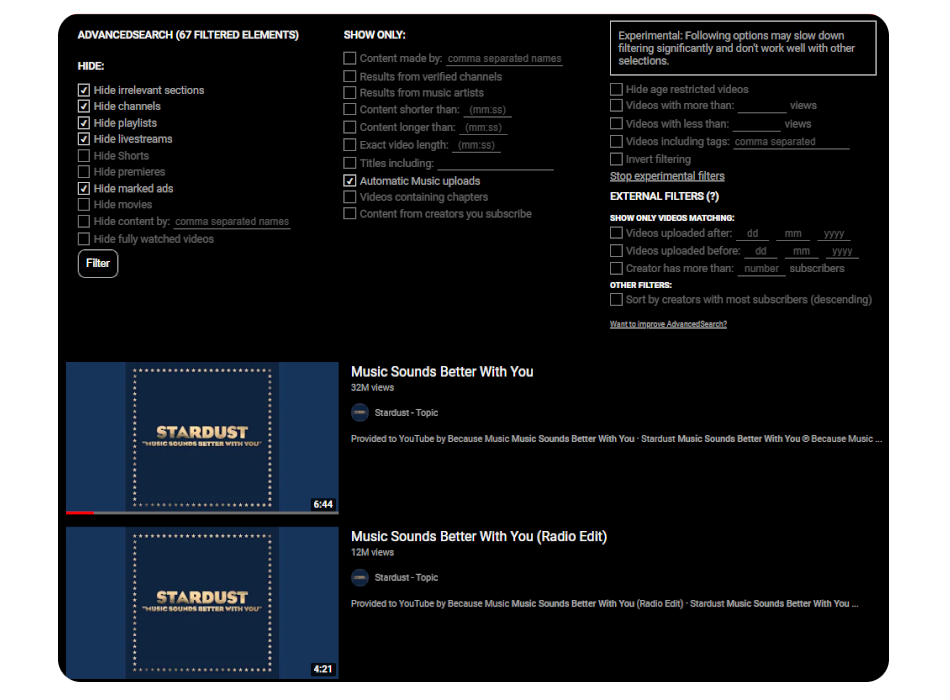 ADVANCEDSEARCH (67 FILTERED ELEMENTS)
HIDE:
Hide irrelevant sections
Hide channels
Hide playlists
Hide livestreams
Hide Shorts
Hide premieres
Hide marked ads
Hide movies
Hide content by: comma separated names
Hide fully watched videos
Filter
SHOW ONLY:
Content made by: comma separated names
Results from verified channels
Results from music artists
Content shorter than: (mm:ss)
Content longer than: (mm:ss)
Exact video length: (mm:ss)
Titles including:
Automatic Music uploads
Videos containing chapters
Content from creators you subscribe
Experimental: Following options may slow down
filtering significantly and don't work well with other
selections.
Hide age restricted videos
Videos with more than: views
Videos with less than: views
Videos including tags: comma separated
Invert filtering
Stop experimental filters
EXTERNAL FILTERS (?)
SHOW ONLY VIDEOS MATCHING:
Videos uploaded after: dd mm yyyy
Videos uploaded before: dd mm yyyy
Creator has more than: number subscribers
OTHER FILTERS:
Sort by creators with most subscribers (descending)
Want to improve AdvancedSearch?
STARDUST
"MUSIC SOUNDS BETTER WITH YOU"
6:44
Music Sounds Better With You
32M views
Stardust - Topic
Provided to YouTube by Because Music Music Sounds Better With You · Stardust Music Sounds Better With You ℗ Because Music ...
STARDUST
"MUSIC SOUNDS BETTER WITH YOU"
4:21
Music Sounds Better With You (Radio Edit)
12M views
Stardust - Topic
Provided to YouTube by Because Music Music Sounds Better With You (Radio Edit) · Stardust Music Sounds Better With You ...